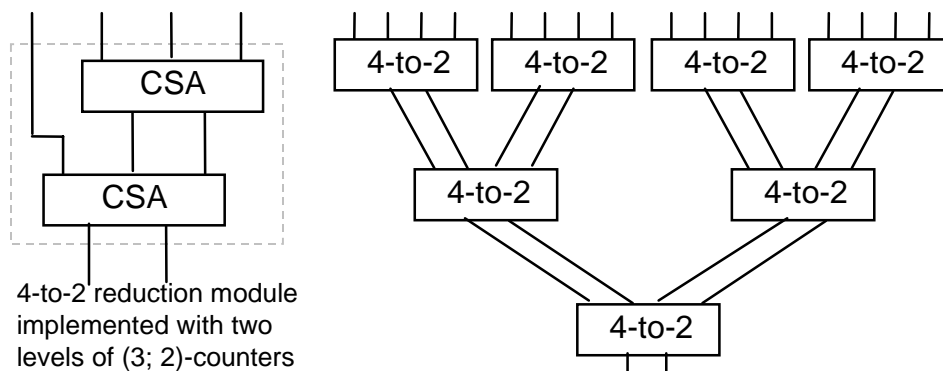 CSA
CSA
4-to-2 reduction module
implemented with two
levels of (3; 2)-counters
4-to-2 4-to-2 4-to-2 4-to-2
4-to-2 4-to-2
4-to-2